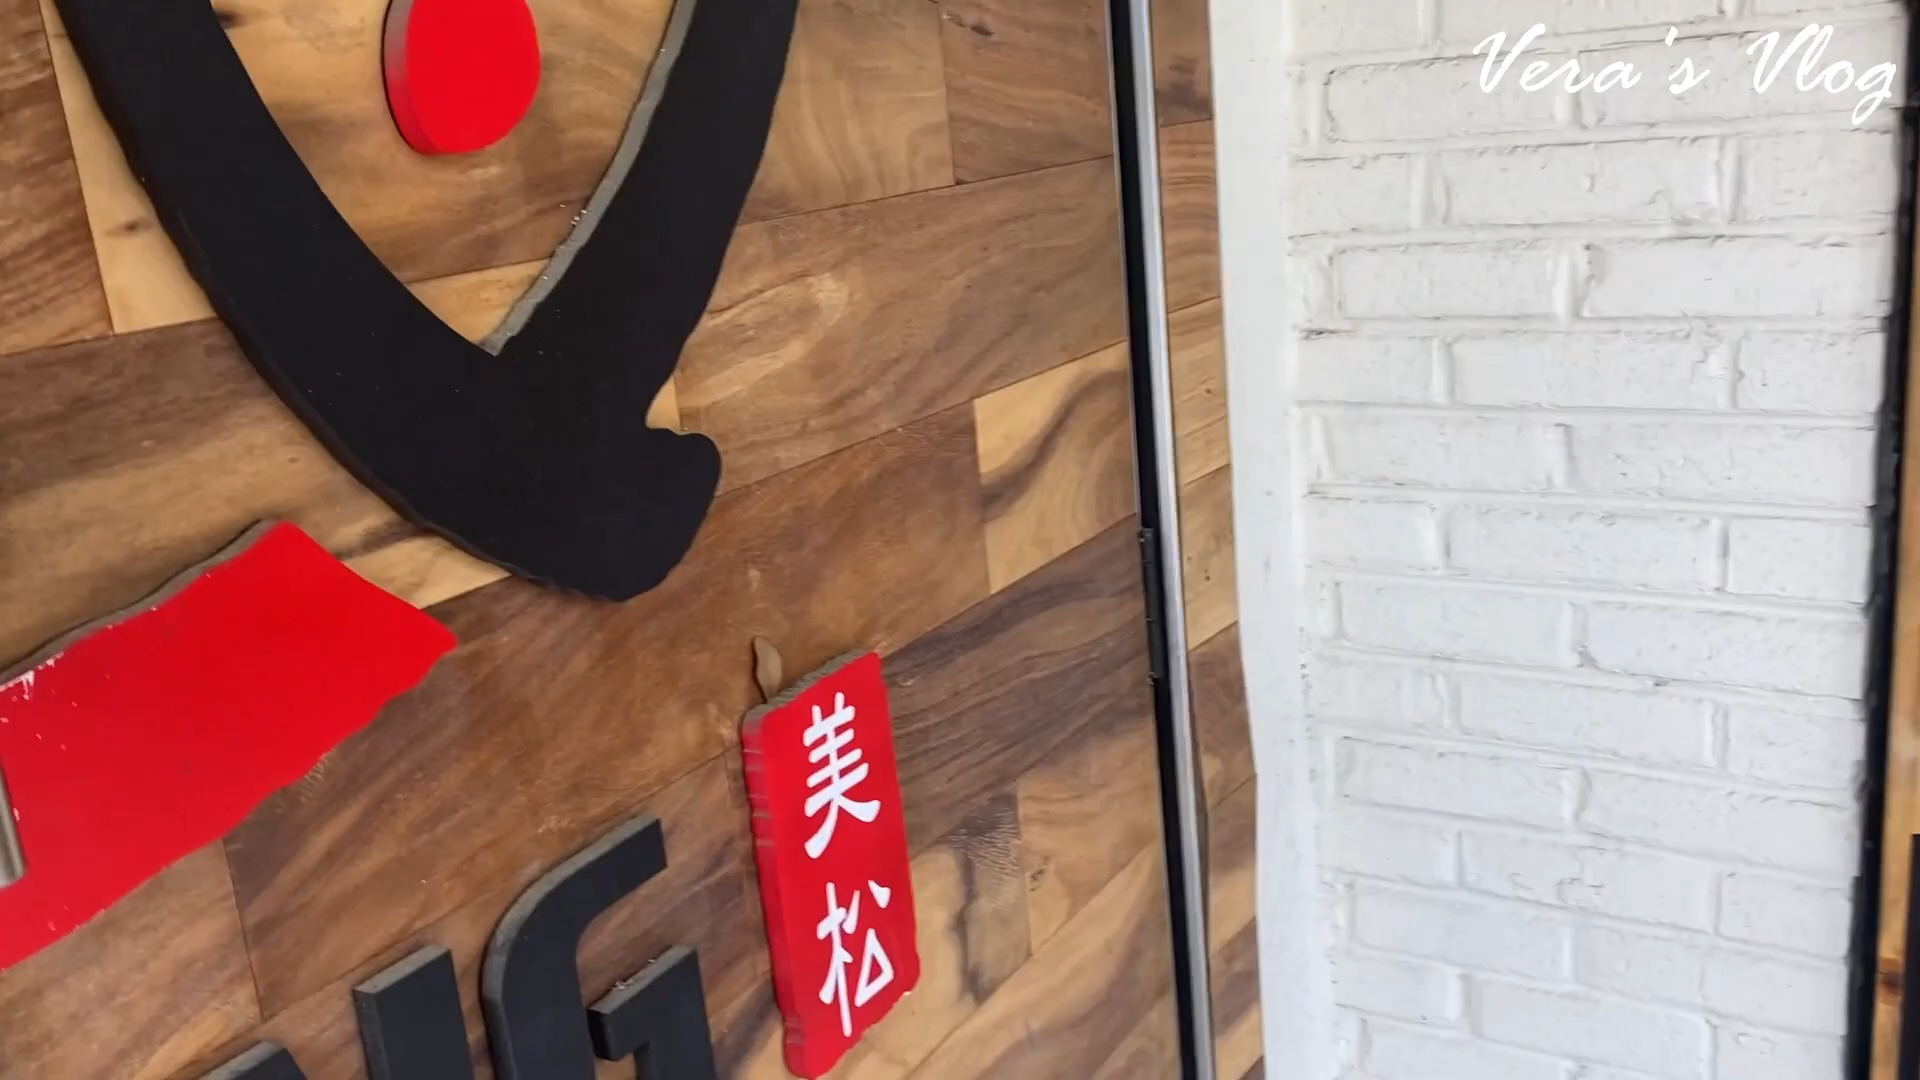 Vera's Vlog
美
松